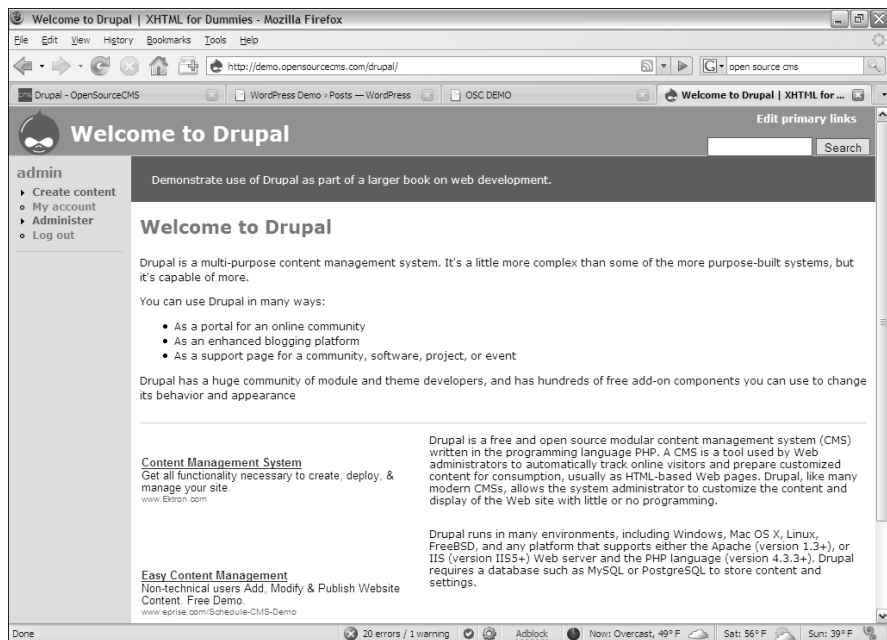 Welcome to Drupal | XHTML for Dummies - Mozilla Firefox
File Edit View History Bookmarks Tools Help
http://demo.opensourcecms.com/drupal/
G open source cms
Drupal - OpenSourceCMS
WordPress Demo › Posts — WordPress
OSC DEMO
Welcome to Drupal | XHTML for ...
Edit primary links
Welcome to Drupal
Search
admin
Create content
My account
Administer
Log out
Demonstrate use of Drupal as part of a larger book on web development.
Welcome to Drupal
Drupal is a multi-purpose content management system. It's a little more complex than some of the more purpose-built systems, but
it's capable of more.
You can use Drupal in many ways:
• As a portal for an online community
• As an enhanced blogging platform
• As a support page for a community, software, project, or event
Drupal has a huge community of module and theme developers, and has hundreds of free add-on components you can use to change
its behavior and appearance
Content Management System
Get all functionality necessary to create, deploy, &
manage your site.
www.Ektron.com
Easy Content Management
Non-technical users Add, Modify & Publish Website
Content. Free Demo.
www.eprise.com/Schedule-CMS-Demo
Drupal is a free and open source modular content management system (CMS)
written in the programming language PHP. A CMS is a tool used by Web
administrators to automatically track online visitors and prepare customized
content for consumption, usually as HTML-based Web pages. Drupal, like many
modern CMSs, allows the system administrator to customize the content and
display of the Web site with little or no programming.
Drupal runs in many environments, including Windows, Mac OS X, Linux,
FreeBSD, and any platform that supports either the Apache (version 1.3+), or
IIS (version IIS5+) Web server and the PHP language (version 4.3.3+). Drupal
requires a database such as MySQL or PostgreSQL to store content and
settings.
Done
20 errors / 1 warning
Adblock
Now: Overcast, 49° F
Sat: 56° F
Sun: 39° F